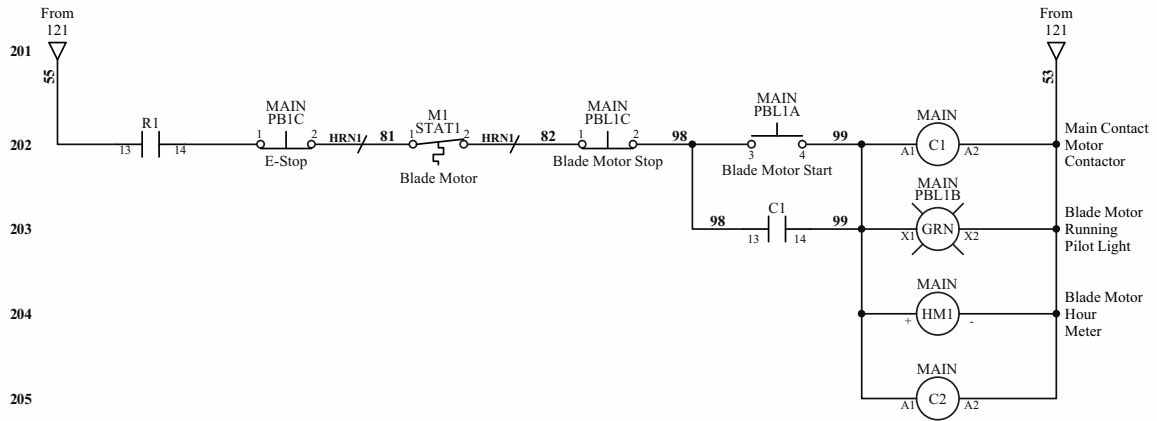 From
121
From
121
201
55
53
MAIN
PB1C
M1
STAT1
MAIN
PBL1C
MAIN
PBL1A
MAIN
R1
1 2
HRN1
81
1 2
HRN1
82
1 2
98
99
C1
Main Contact
Motor
Contactor
202
13 14
3 4
A1 A2
E-Stop
Blade Motor
Blade Motor Stop
Blade Motor Start
MAIN
PBL1B
C1
203
98
99
13 14
X1
GRN
X2
Blade Motor
Running
Pilot Light
MAIN
204
+
HM1
-
Blade Motor
Hour
Meter
MAIN
205
A1
C2
A2